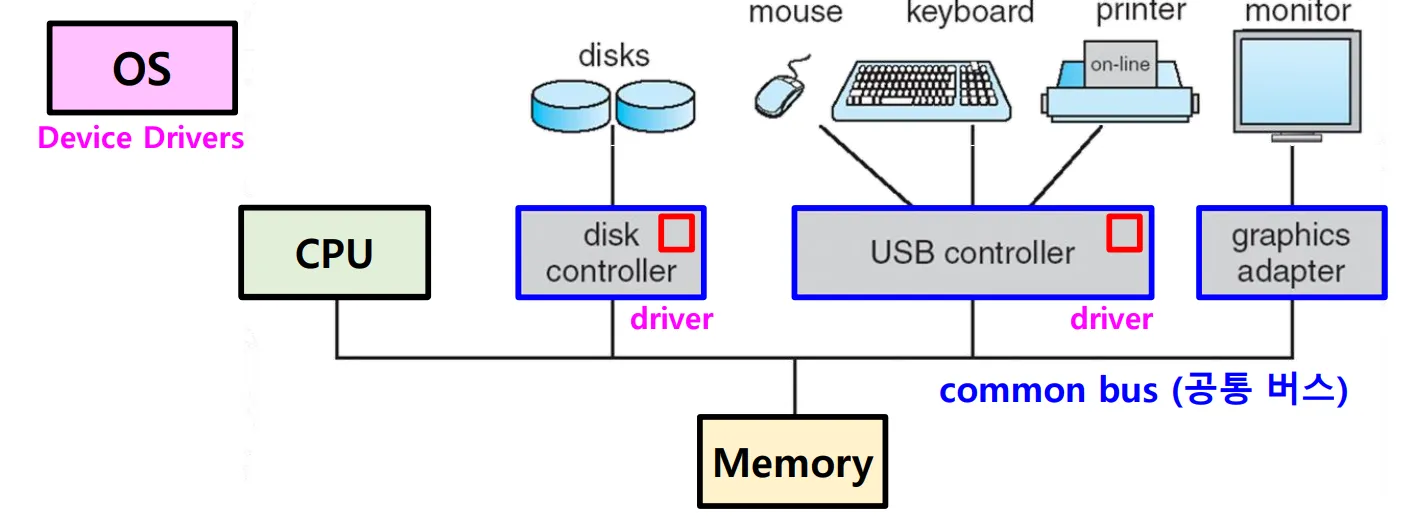 OS
Device Drivers
disks
mouse
keyboard
printer
monitor
on-line
CPU
disk
controller
USB controller
graphics
adapter
driver
driver
common bus (공통 버스)
Memory